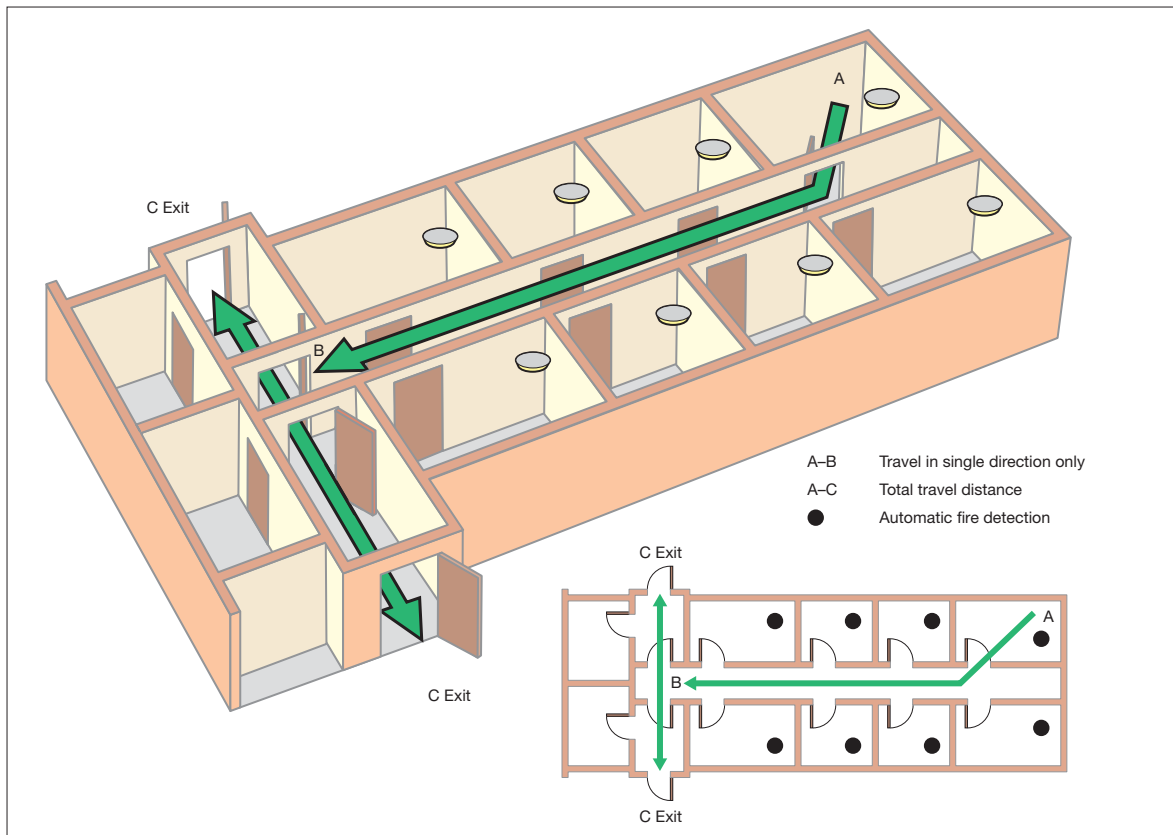 A
C Exit
B
A–B Travel in single direction only
A–C Total travel distance
Automatic fire detection
C Exit
C Exit
A
B
C Exit